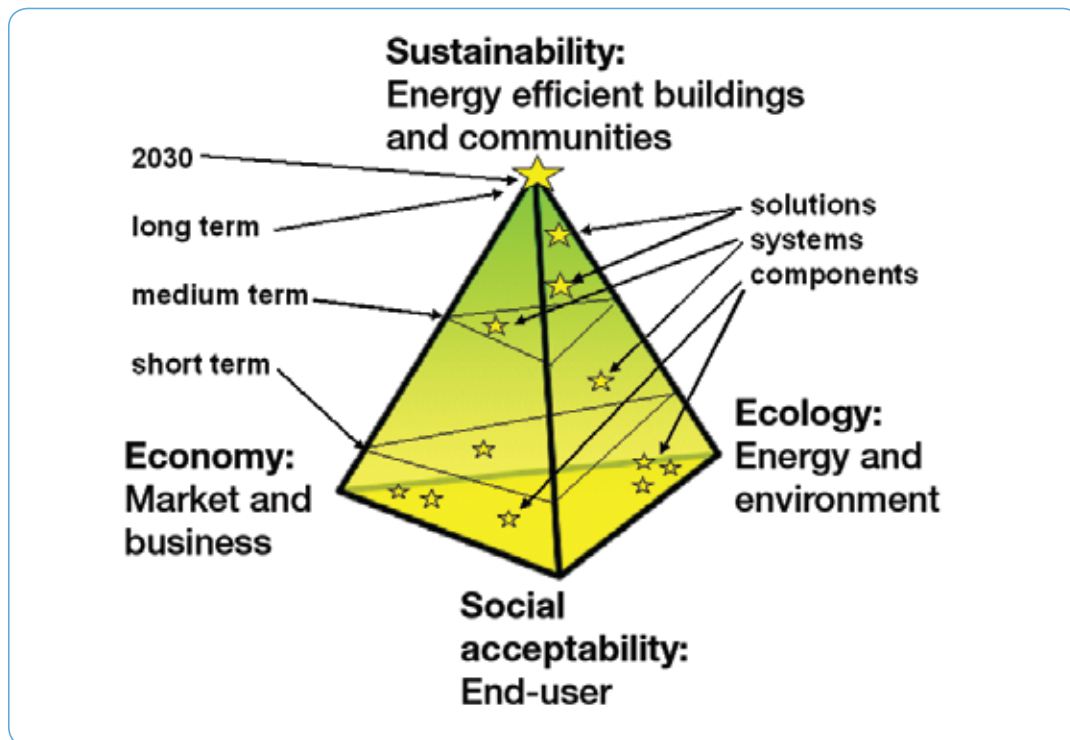 Sustainability:
Energy efficient buildings
and communities
2030
long term
medium term
short term
solutions
systems
components
Economy:
Market and
business
Ecology:
Energy and
environment
Social
acceptability:
End-user